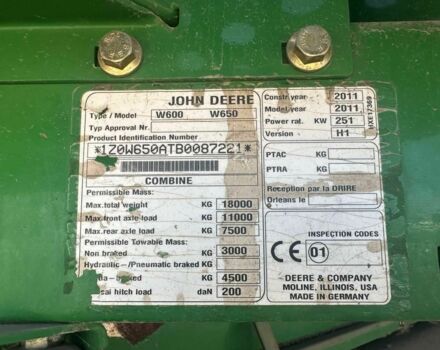 JOHN DEERE
Type / Model W600 W650
Type Approval Nr.
Product Identification Number
*1Z0W650ATB0087221*
COMBINE
Permissible Mass:
Max.total weight KG 18000
Max.front axle load KG 11000
Max.rear axle load KG 7500
Permissible Towable Mass:
Non braked KG 3000
Hydraulic-/Pneumatic braked KG
KG 4500
hitch load daN 200
Constr.year 2011
Model/year 2011
Power rat. KW 251
Version H1
PTAC KG
PTRA KG
Reception par la DRIRE
Orleans le
INSPECTION CODES
CE 01
DEERE & COMPANY
MOLINE, ILLINOIS, USA
MADE IN GERMANY